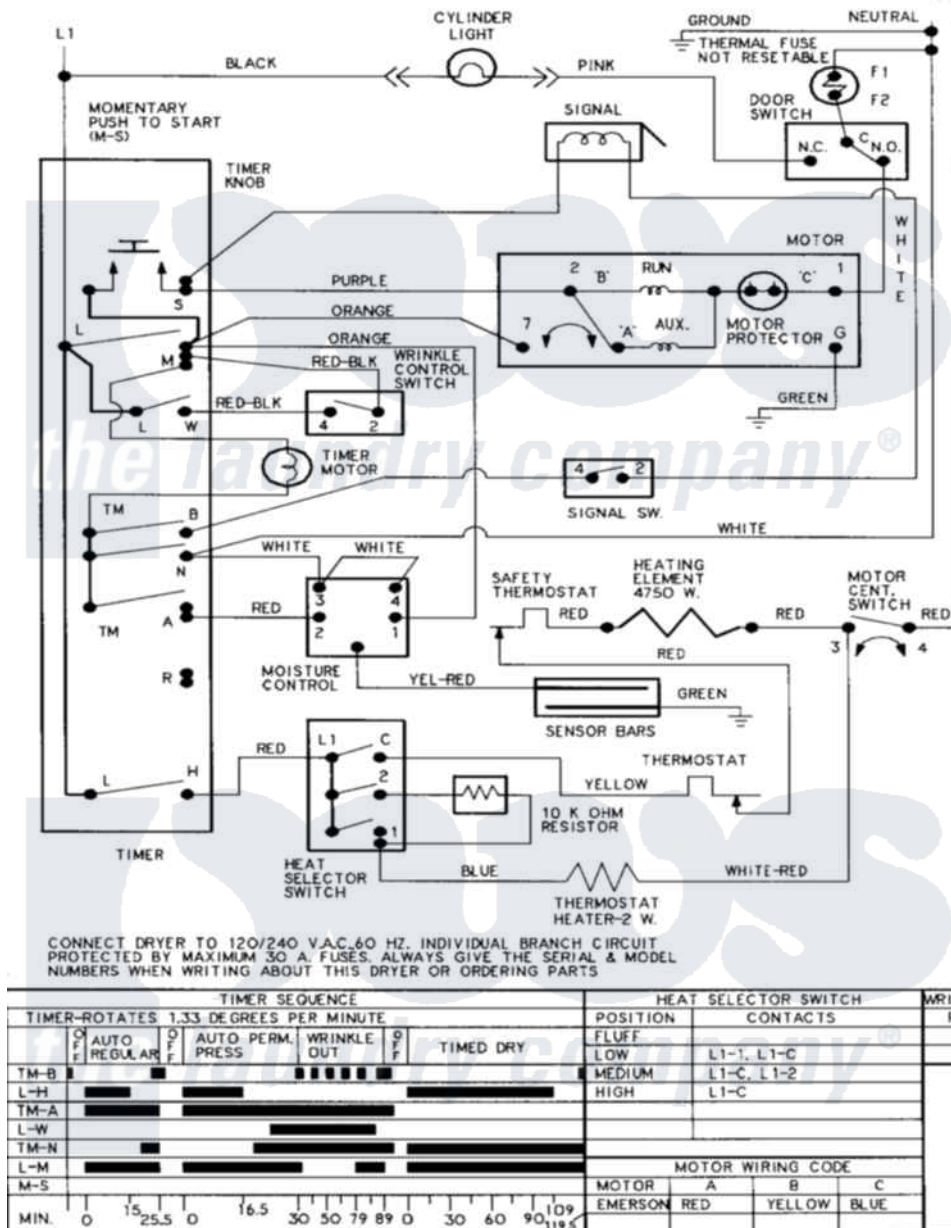 L1
CYLINDER
LIGHT
GROUND
NEUTRAL
THERMAL FUSE
NOT RESETABLE
BLACK
PINK
F1
F2
MOMENTARY
PUSH TO START
(M-S)
SIGNAL
DOOR
SWITCH
N.C.
C
N.O.
TIMER
KNOB
WHITE
MOTOR
PURPLE
S
2
"B"
RUN
"C"
1
ORANGE
ORANGE
L
7
"A"
AUX.
MOTOR
PROTECTOR
G
M
RED-BLK
WRINKLE
CONTROL
SWITCH
RED-BLK
L
W
4
2
GREEN
TIMER
MOTOR
4
2
SIGNAL SW.
TM
B
WHITE
N
WHITE
WHITE
SAFETY
THERMOSTAT
HEATING
ELEMENT
4750 W.
MOTOR
CENT.
SWITCH
3
4
RED
RED
RED
RED
TM
A
2
1
3
4
RED
R
MOISTURE
CONTROL
YEL-RED
GREEN
SENSOR BARS
L1
C
RED
THERMOSTAT
L
H
2
YELLOW
10 K OHM
RESISTOR
1
TIMER
HEAT
SELECTOR
SWITCH
BLUE
WHITE-RED
THERMOSTAT
HEATER-2 W.
the laundry company®
CONNECT DRYER TO 120/240 V.A.C.60 HZ. INDIVIDUAL BRANCH CIRCUIT
PROTECTED BY MAXIMUM 30 A. FUSES. ALWAYS GIVE THE SERIAL & MODEL
NUMBERS WHEN WRITING ABOUT THIS DRYER OR ORDERING PARTS
TIMER SEQUENCE
TIMER-ROTATES 1.33 DEGREES PER MINUTE
OFF AUTO REGULAR OFF AUTO PERM. PRESS WRINKLE OUT OFF TIMED DRY
TM-B
L-H
TM-A
L-W
TM-N
L-M
M-S
MIN. 0 15 25.5 0 16.5 30 50 79 89 0 30 60 90 109 119.5
HEAT SELECTOR SWITCH
POSITION CONTACTS
FLUFF
LOW L1-1, L1-C
MEDIUM L1-C, L1-2
HIGH L1-C
MOTOR WIRING CODE
MOTOR A B C
EMERSON RED YELLOW BLUE
the laundry company®